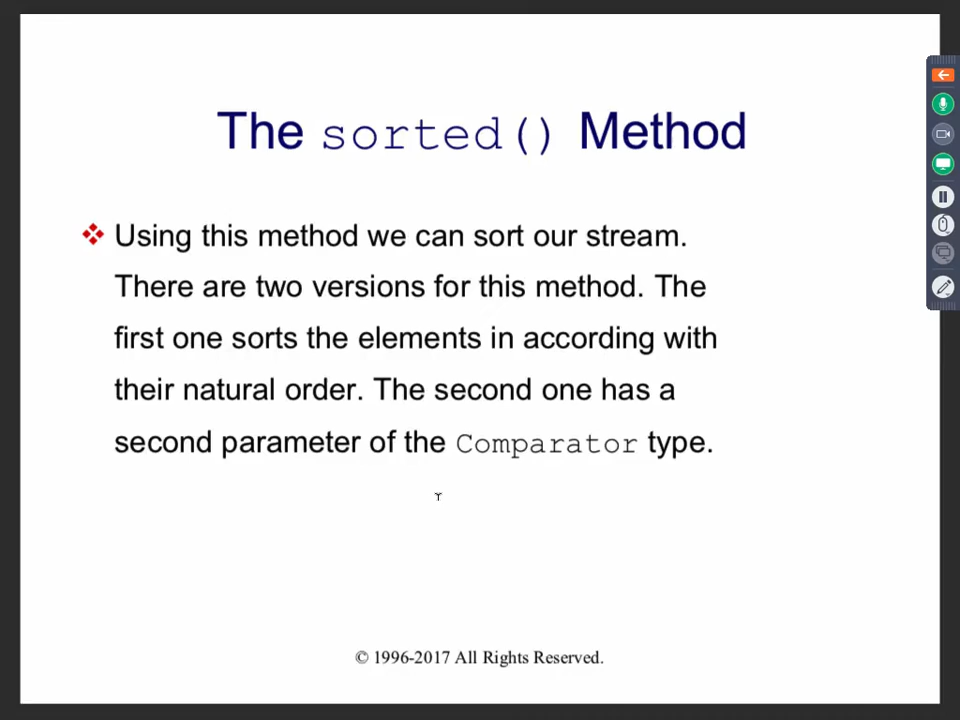 The sorted() Method
Using this method we can sort our stream.
There are two versions for this method. The
first one sorts the elements in according with
their natural order. The second one has a
second parameter of the Comparator type.
© 1996-2017 All Rights Reserved.